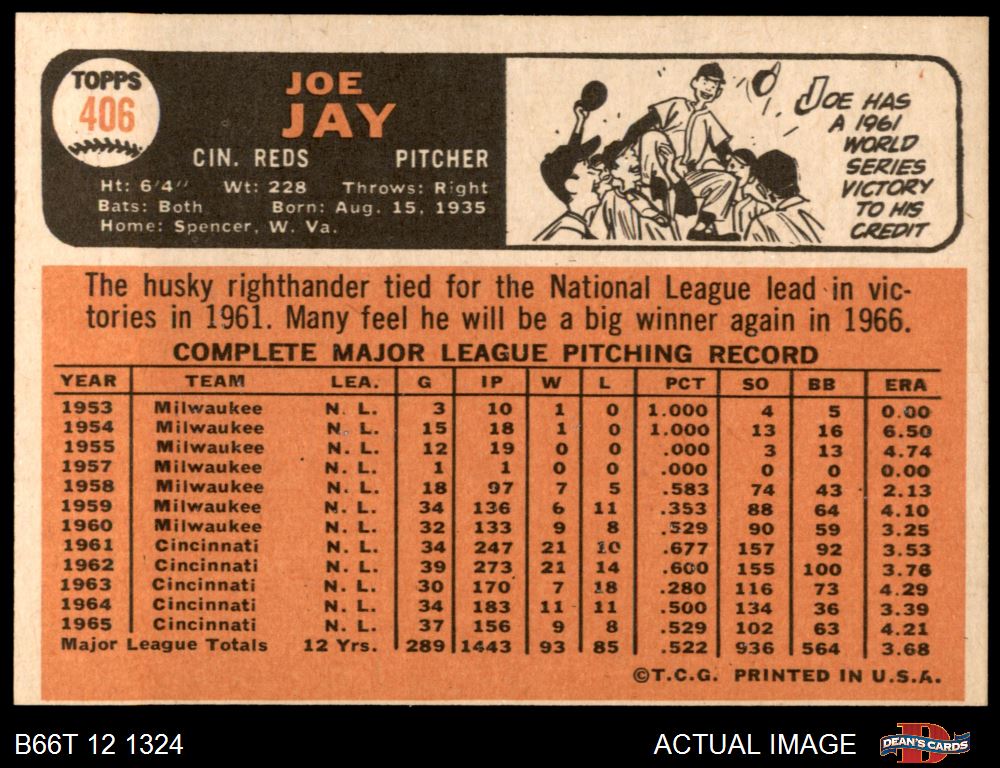 TOPPS
406
JOE
JAY
CIN. REDS PITCHER
Ht: 6'4" Wt: 228 Throws: Right
Bats: Both Born: Aug. 15, 1935
Home: Spencer, W. Va.
JOE HAS
A 1961
WORLD
SERIES
VICTORY
TO HIS
CREDIT
The husky righthander tied for the National League lead in vic-
tories in 1961. Many feel he will be a big winner again in 1966.
COMPLETE MAJOR LEAGUE PITCHING RECORD
YEAR TEAM LEA. G IP W L PCT SO BB ERA
1953 Milwaukee N. L. 3 10 1 0 1.000 4 5 0.00
1954 Milwaukee N. L. 15 18 1 0 1.000 13 16 6.50
1955 Milwaukee N. L. 12 19 0 0 .000 3 13 4.74
1957 Milwaukee N. L. 1 1 0 0 .000 0 0 0.00
1958 Milwaukee N. L. 18 97 7 5 .583 74 43 2.13
1959 Milwaukee N. L. 34 136 6 11 .353 88 64 4.10
1960 Milwaukee N. L. 32 133 9 8 .529 90 59 3.25
1961 Cincinnati N. L. 34 247 21 10 .677 157 92 3.53
1962 Cincinnati N. L. 39 273 21 14 .600 155 100 3.76
1963 Cincinnati N. L. 30 170 7 18 .280 116 73 4.29
1964 Cincinnati N. L. 34 183 11 11 .500 134 36 3.39
1965 Cincinnati N. L. 37 156 9 8 .529 102 63 4.21
Major League Totals 12 Yrs. 289 1443 93 85 .522 936 564 3.68
©T.C.G. PRINTED IN U.S.A.
B66T 12 1324 ACTUAL IMAGE DEAN'S CARDS